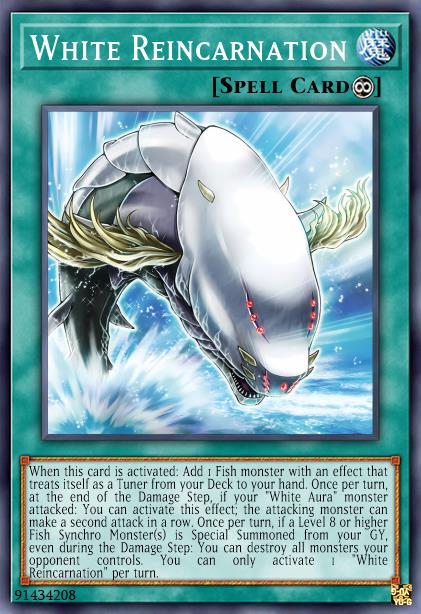 White Reincarnation
[Spell Card]
When this card is activated: Add 1 Fish monster with an effect that
treats itself as a Tuner from your Deck to your hand. Once per turn,
at the end of the Damage Step, if your "White Aura" monster
attacked: You can activate this effect; the attacking monster can
make a second attack in a row. Once per turn, if a Level 8 or higher
Fish Synchro Monster(s) is Special Summoned from your GY,
even during the Damage Step: You can destroy all monsters your
opponent controls. You can only activate 1 "White
Reincarnation" per turn.
91434208